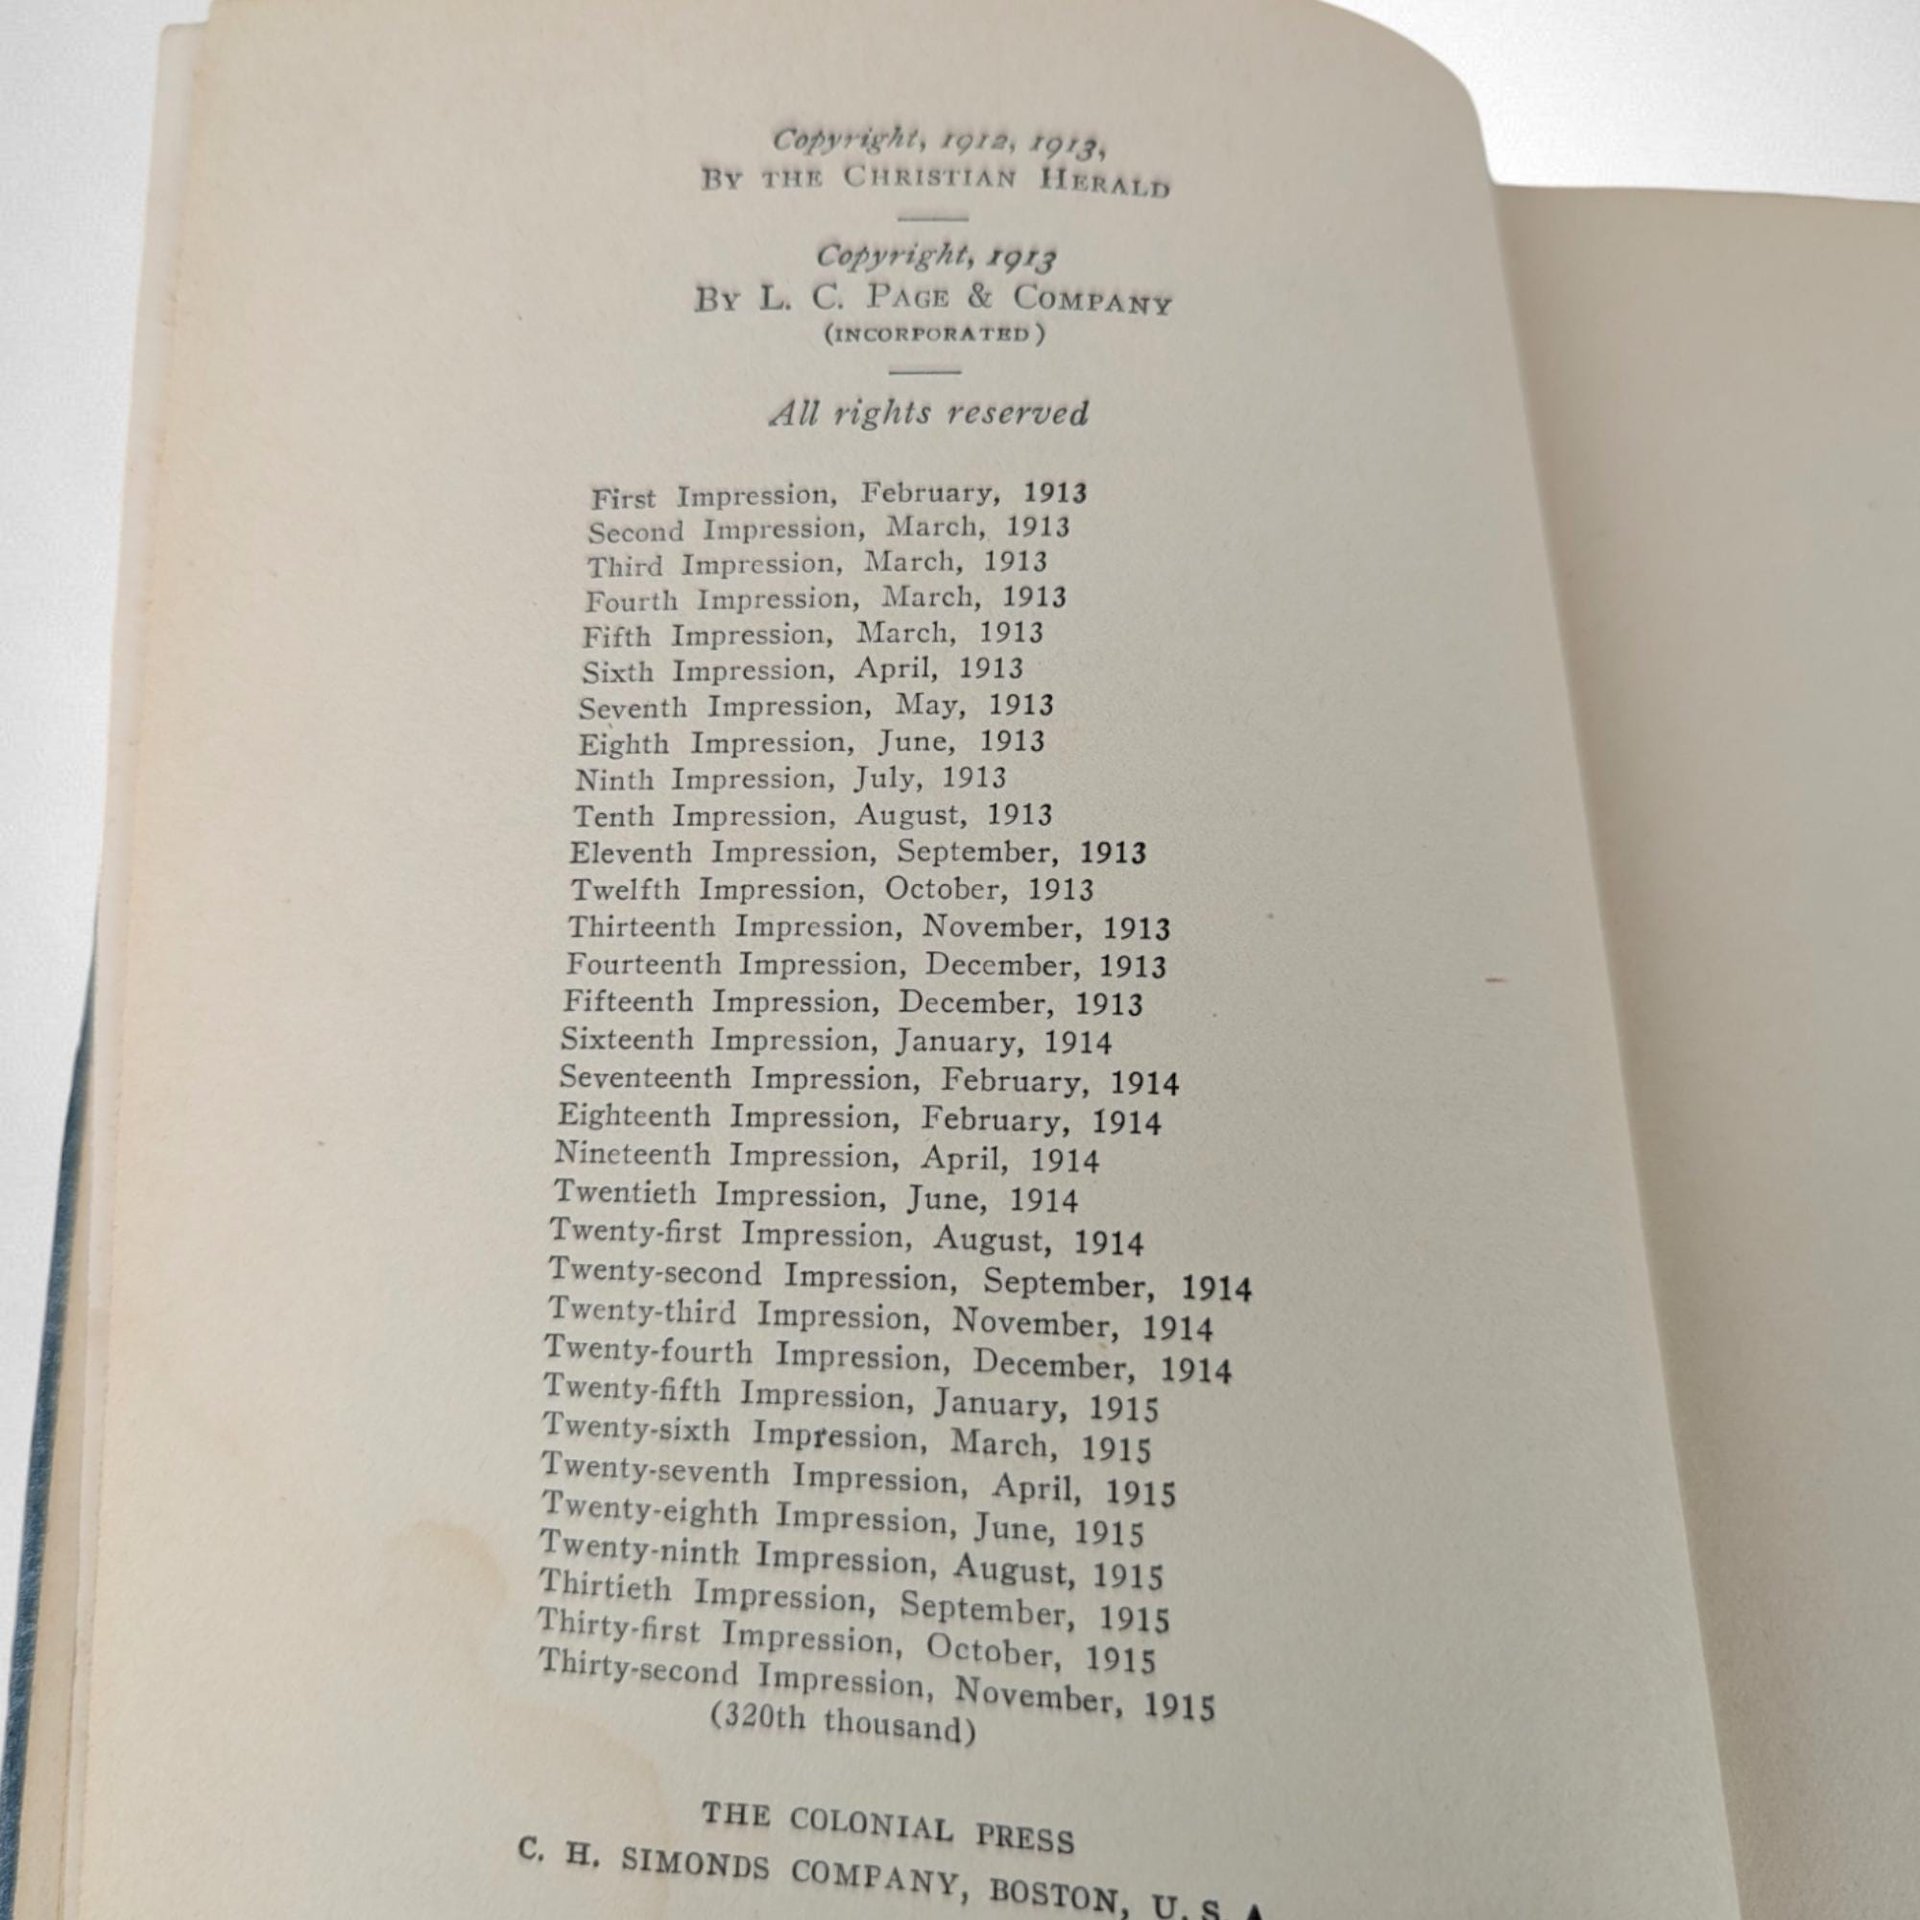 Copyright, 1912, 1913,
By the Christian Herald
Copyright, 1913
By L. C. Page & Company
(INCORPORATED)
All rights reserved
First Impression, February, 1913
Second Impression, March, 1913
Third Impression, March, 1913
Fourth Impression, March, 1913
Fifth Impression, March, 1913
Sixth Impression, April, 1913
Seventh Impression, May, 1913
Eighth Impression, June, 1913
Ninth Impression, July, 1913
Tenth Impression, August, 1913
Eleventh Impression, September, 1913
Twelfth Impression, October, 1913
Thirteenth Impression, November, 1913
Fourteenth Impression, December, 1913
Fifteenth Impression, December, 1913
Sixteenth Impression, January, 1914
Seventeenth Impression, February, 1914
Eighteenth Impression, February, 1914
Nineteenth Impression, April, 1914
Twentieth Impression, June, 1914
Twenty-first Impression, August, 1914
Twenty-second Impression, September, 1914
Twenty-third Impression, November, 1914
Twenty-fourth Impression, December, 1914
Twenty-fifth Impression, January, 1915
Twenty-sixth Impression, March, 1915
Twenty-seventh Impression, April, 1915
Twenty-eighth Impression, June, 1915
Twenty-ninth Impression, August, 1915
Thirtieth Impression, September, 1915
Thirty-first Impression, October, 1915
Thirty-second Impression, November, 1915
(320th thousand)
THE COLONIAL PRESS
C. H. SIMONDS COMPANY, BOSTON, U. S. A